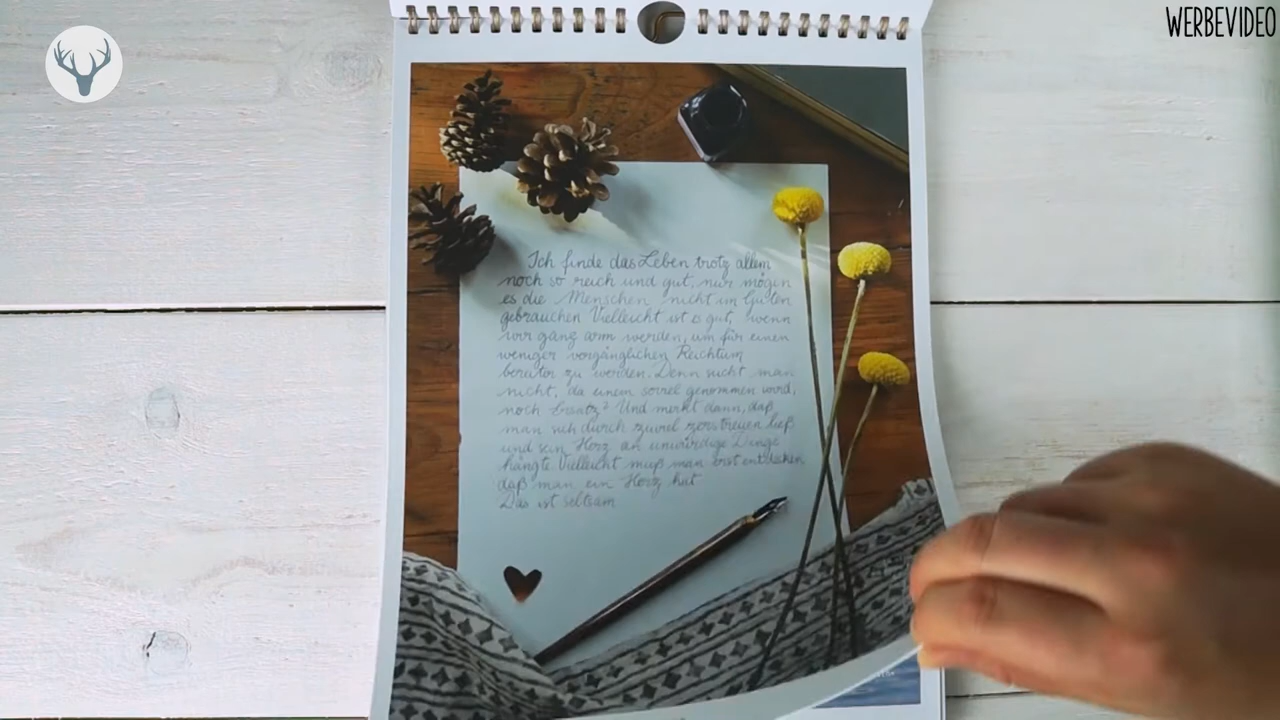 WERBEVIDEO
Ich finde das Leben trotz allem
noch so reich und gut, nur mögen
es die Menschen nicht im Guten
gebrauchen Vielleicht ist es gut, wenn
wir ganz arm werden, um für einen
weniger vergänglichen Reichtum
bereiter zu werden. Denn sucht man
nicht, da einem soviel genommen wird,
noch Ersatz? Und merkt dann, daß
man sich durch zuviel zerstreuen ließ
und sein Herz an unwürdige Dinge
hängte Vielleicht muß man erst entdecken
daß man ein Herz hat
Das ist seltsam